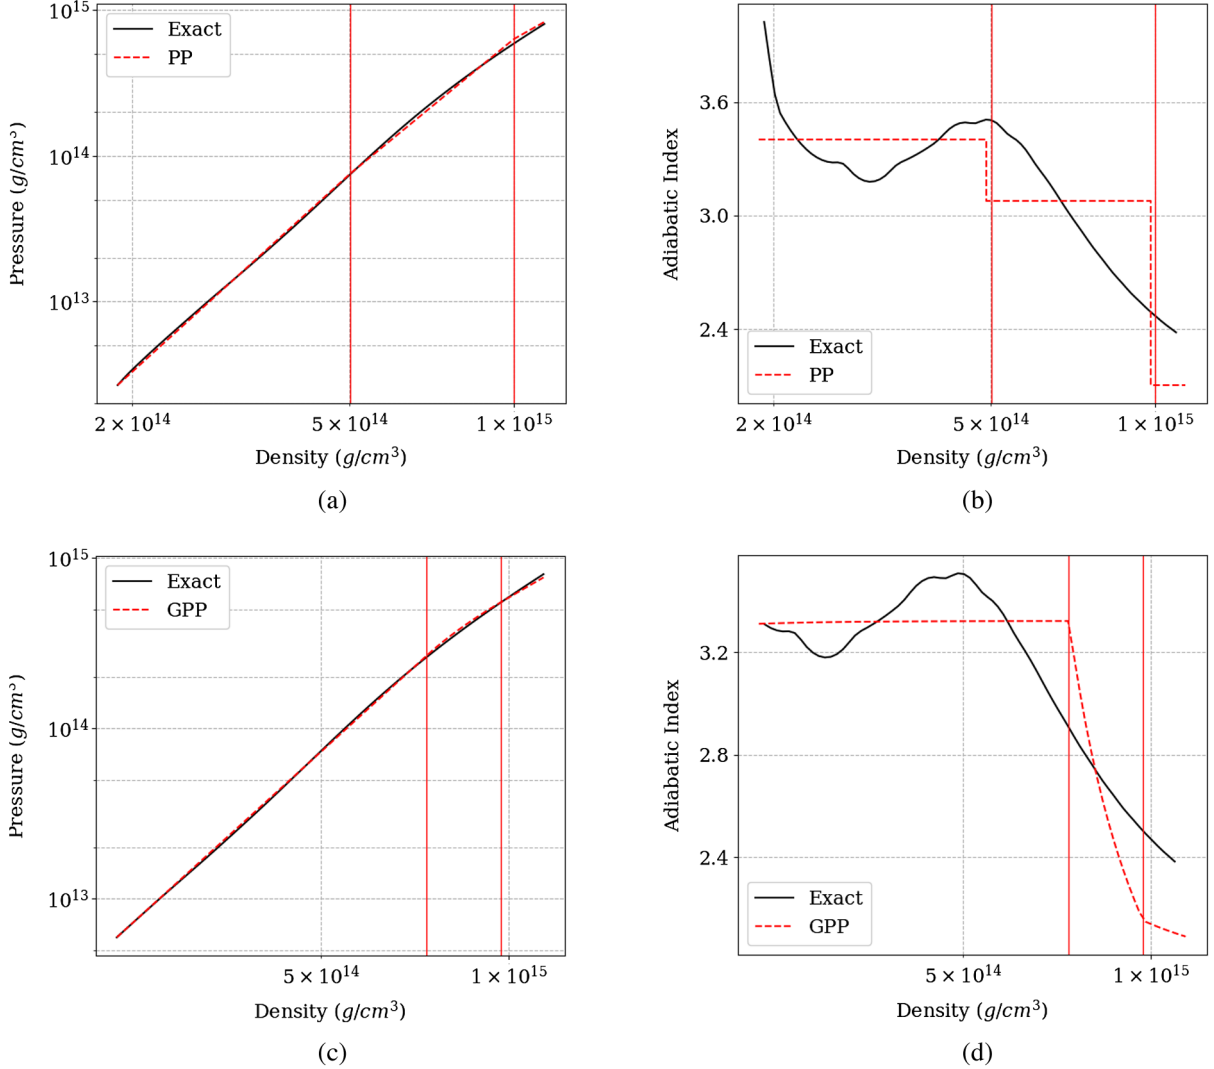 10^15
10^14
10^13
Pressure (g/cm^3)
Exact
PP
2 × 10^14
5 × 10^14
1 × 10^15
Density (g/cm^3)
(a)
3.6
3.0
2.4
Adiabatic Index
Exact
PP
2 × 10^14
5 × 10^14
1 × 10^15
Density (g/cm^3)
(b)
10^15
10^14
10^13
Pressure (g/cm^3)
Exact
GPP
5 × 10^14
1 × 10^15
Density (g/cm^3)
(c)
3.2
2.8
2.4
Adiabatic Index
Exact
GPP
5 × 10^14
1 × 10^15
Density (g/cm^3)
(d)